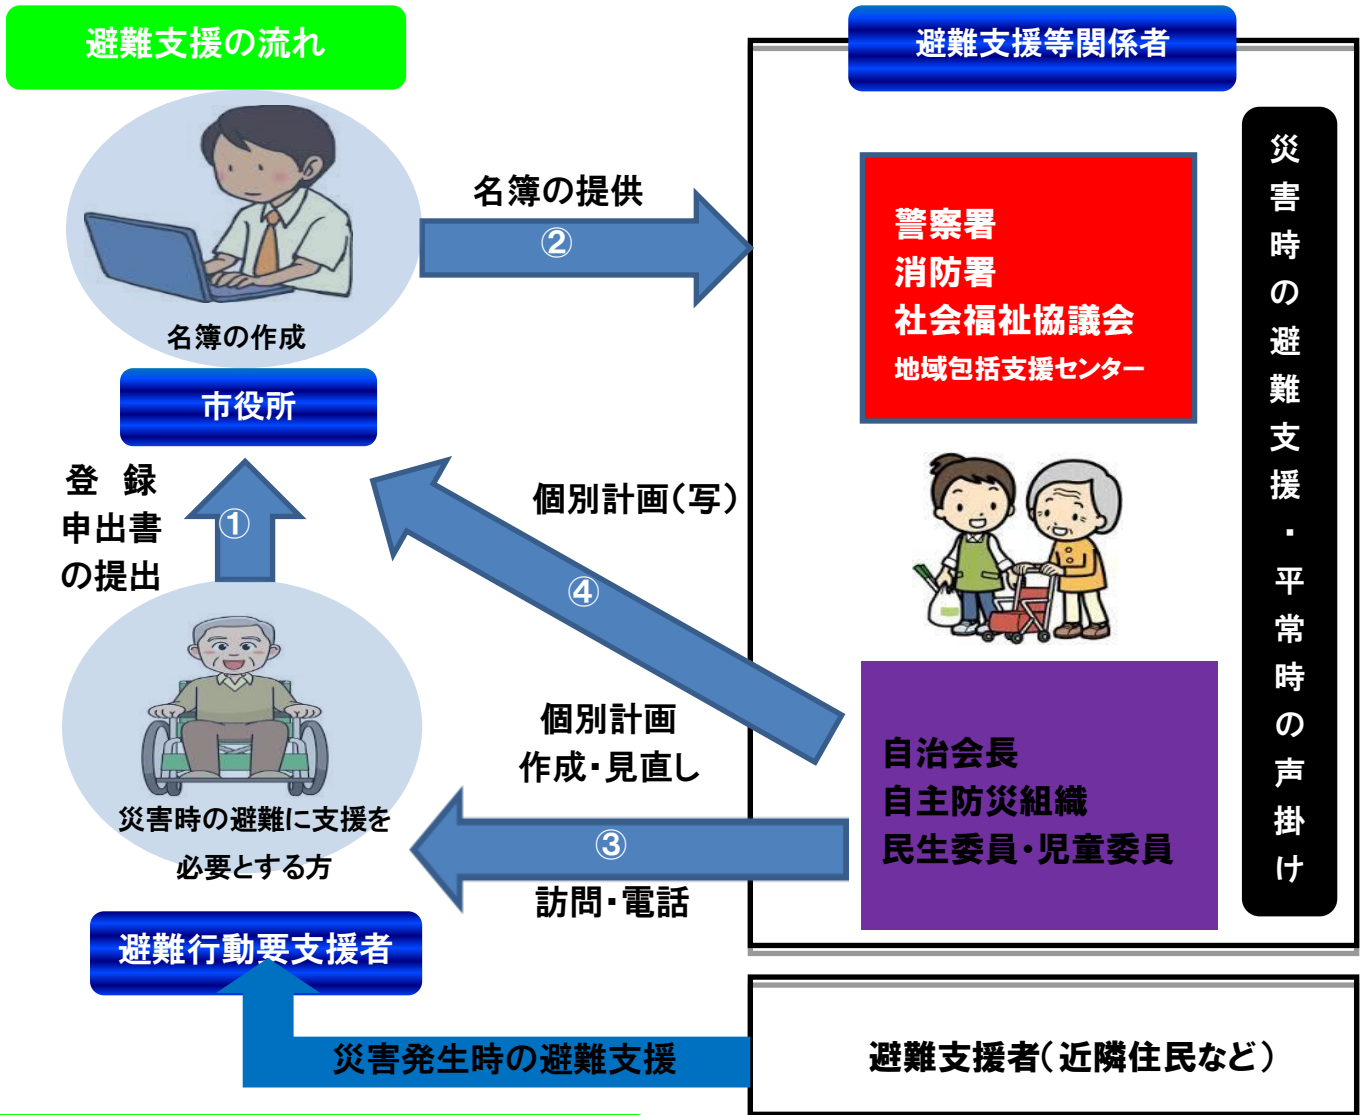 避難支援の流れ
避難支援等関係者
名簿の提供
②
名簿の作成
市役所
登 録
申出書
の提出
①
警察署
消防署
社会福祉協議会
地域包括支援センター
災害時の避難支援・平常時の声掛け
個別計画（写）
④
個別計画
作成・見直し
③
訪問・電話
自治会長
自主防災組織
民生委員・児童委員
災害時の避難に支援を
必要とする方
避難行動要支援者
災害発生時の避難支援
避難支援者（近隣住民など）